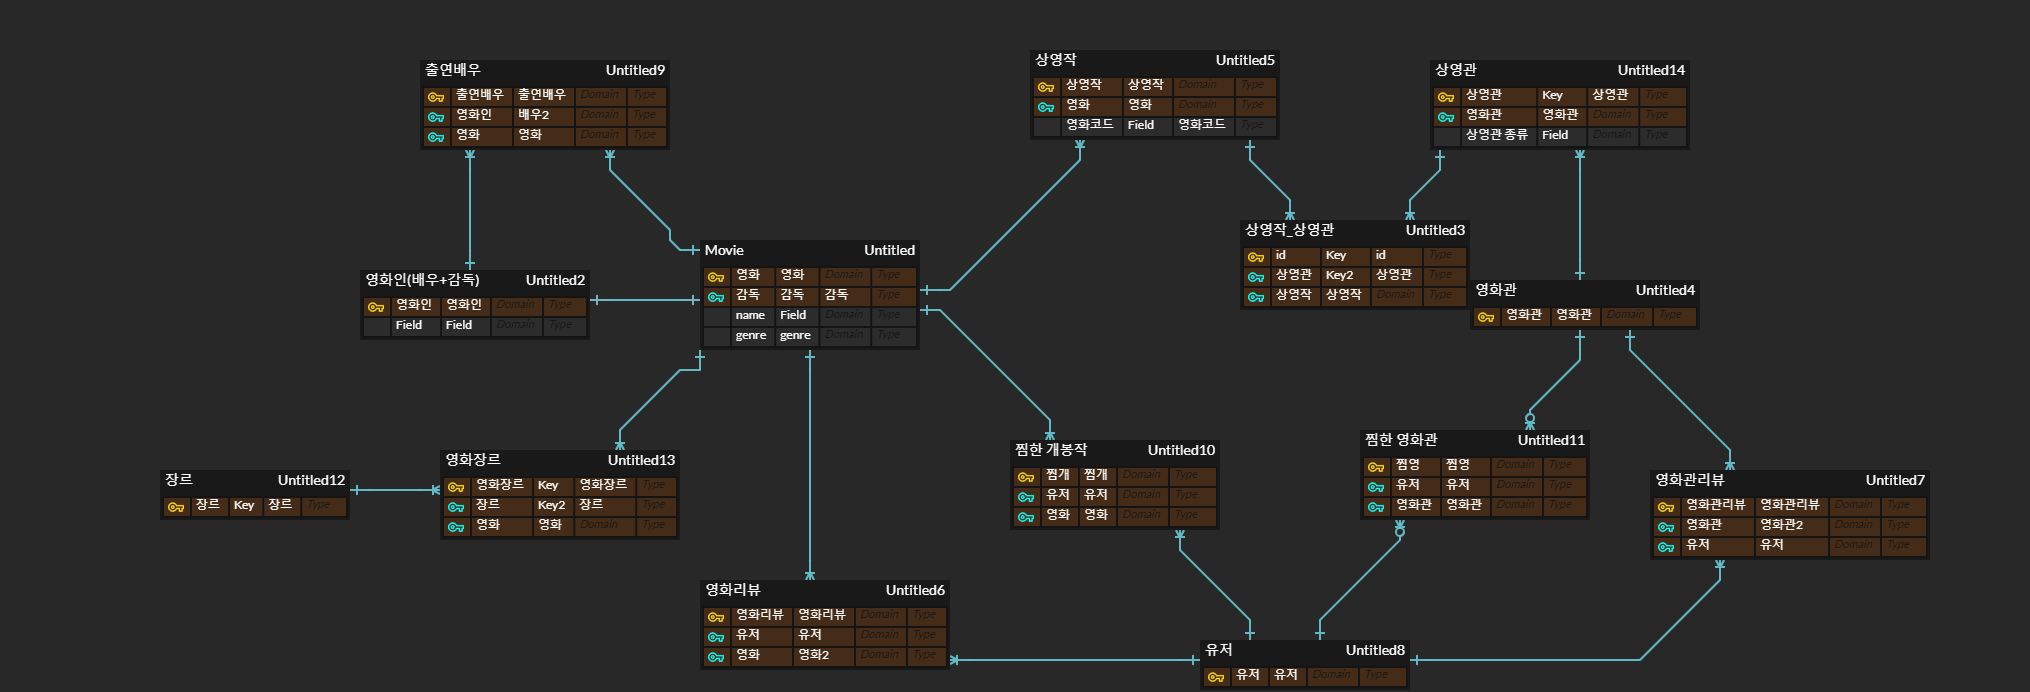 출연배우 Untitled9
출연배우 출연배우 Domain Type
영화인 배우2 Domain Type
영화 영화 Domain Type
상영작 Untitled5
상영작 상영작 Domain Type
영화 영화 Domain Type
영화코드 Field 영화코드 Type
상영관 Untitled14
상영관 Key 상영관 Type
영화관 영화관 Domain Type
상영관 종류 Field Domain Type
영화인(배우+감독) Untitled2
영화인 영화인 Domain Type
Field Field Domain Type
Movie Untitled
영화 영화 Domain Type
감독 감독 감독 Type
name Field Domain Type
genre genre Domain Type
상영작_상영관 Untitled3
id Key id Type
상영관 Key2 상영관 Type
상영작 상영작 Domain Type
영화관 Untitled4
영화관 영화관 Domain Type
장르 Untitled12
장르 Key 장르 Type
영화장르 Untitled13
영화장르 Key 영화장르 Type
장르 Key2 장르 Type
영화 영화 Domain Type
찜한 개봉작 Untitled10
찜개 찜개 Domain Type
유저 유저 Domain Type
영화 영화 Domain Type
찜한 영화관 Untitled11
찜영 찜영 Domain Type
유저 유저 Domain Type
영화관 영화관 Domain Type
영화관리뷰 Untitled7
영화관리뷰 영화관리뷰 Domain Type
영화관 영화관2 Domain Type
유저 유저 Domain Type
영화리뷰 Untitled6
영화리뷰 영화리뷰 Domain Type
유저 유저 Domain Type
영화 영화2 Domain Type
유저 Untitled8
유저 유저 Domain Type